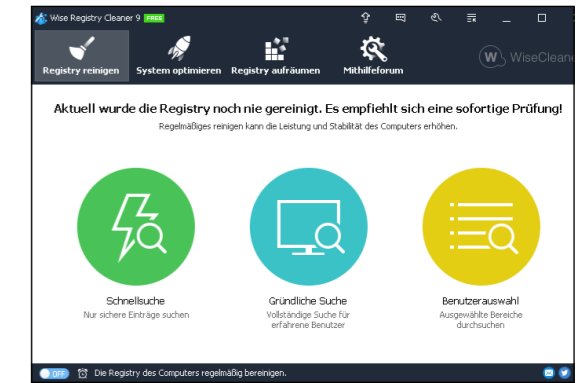 Wise Registry Cleaner 9 FREE
Registry reinigen System optimieren Registry aufräumen Mithilfeforum
W WiseCleane
Aktuell wurde die Registry noch nie gereinigt. Es empfiehlt sich eine sofortige Prüfung!
Regelmäßiges reinigen kann die Leistung und Stabilität des Computers erhöhen.
Schnellsuche
Nur sichere Einträge suchen
Gründliche Suche
Vollständige Suche für
erfahrene Benutzer
Benutzerauswahl
Ausgewählte Bereiche
durchsuchen
OFF Die Registry des Computers regelmäßig bereinigen.